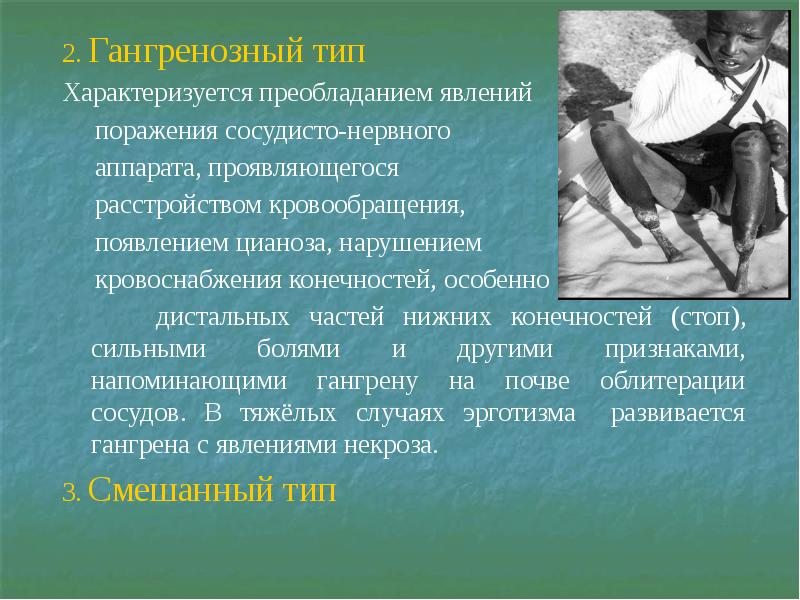 2. Гангренозный тип
Характеризуется преобладанием явлений
поражения сосудисто-нервного
аппарата, проявляющегося
расстройством кровообращения,
появлением цианоза, нарушением
кровоснабжения конечностей, особенно
дистальных частей нижних конечностей (стоп),
сильными болями и другими признаками,
напоминающими гангрену на почве облитерации
сосудов. В тяжёлых случаях эрготизма развивается
гангрена с явлениями некроза.
3. Смешанный тип